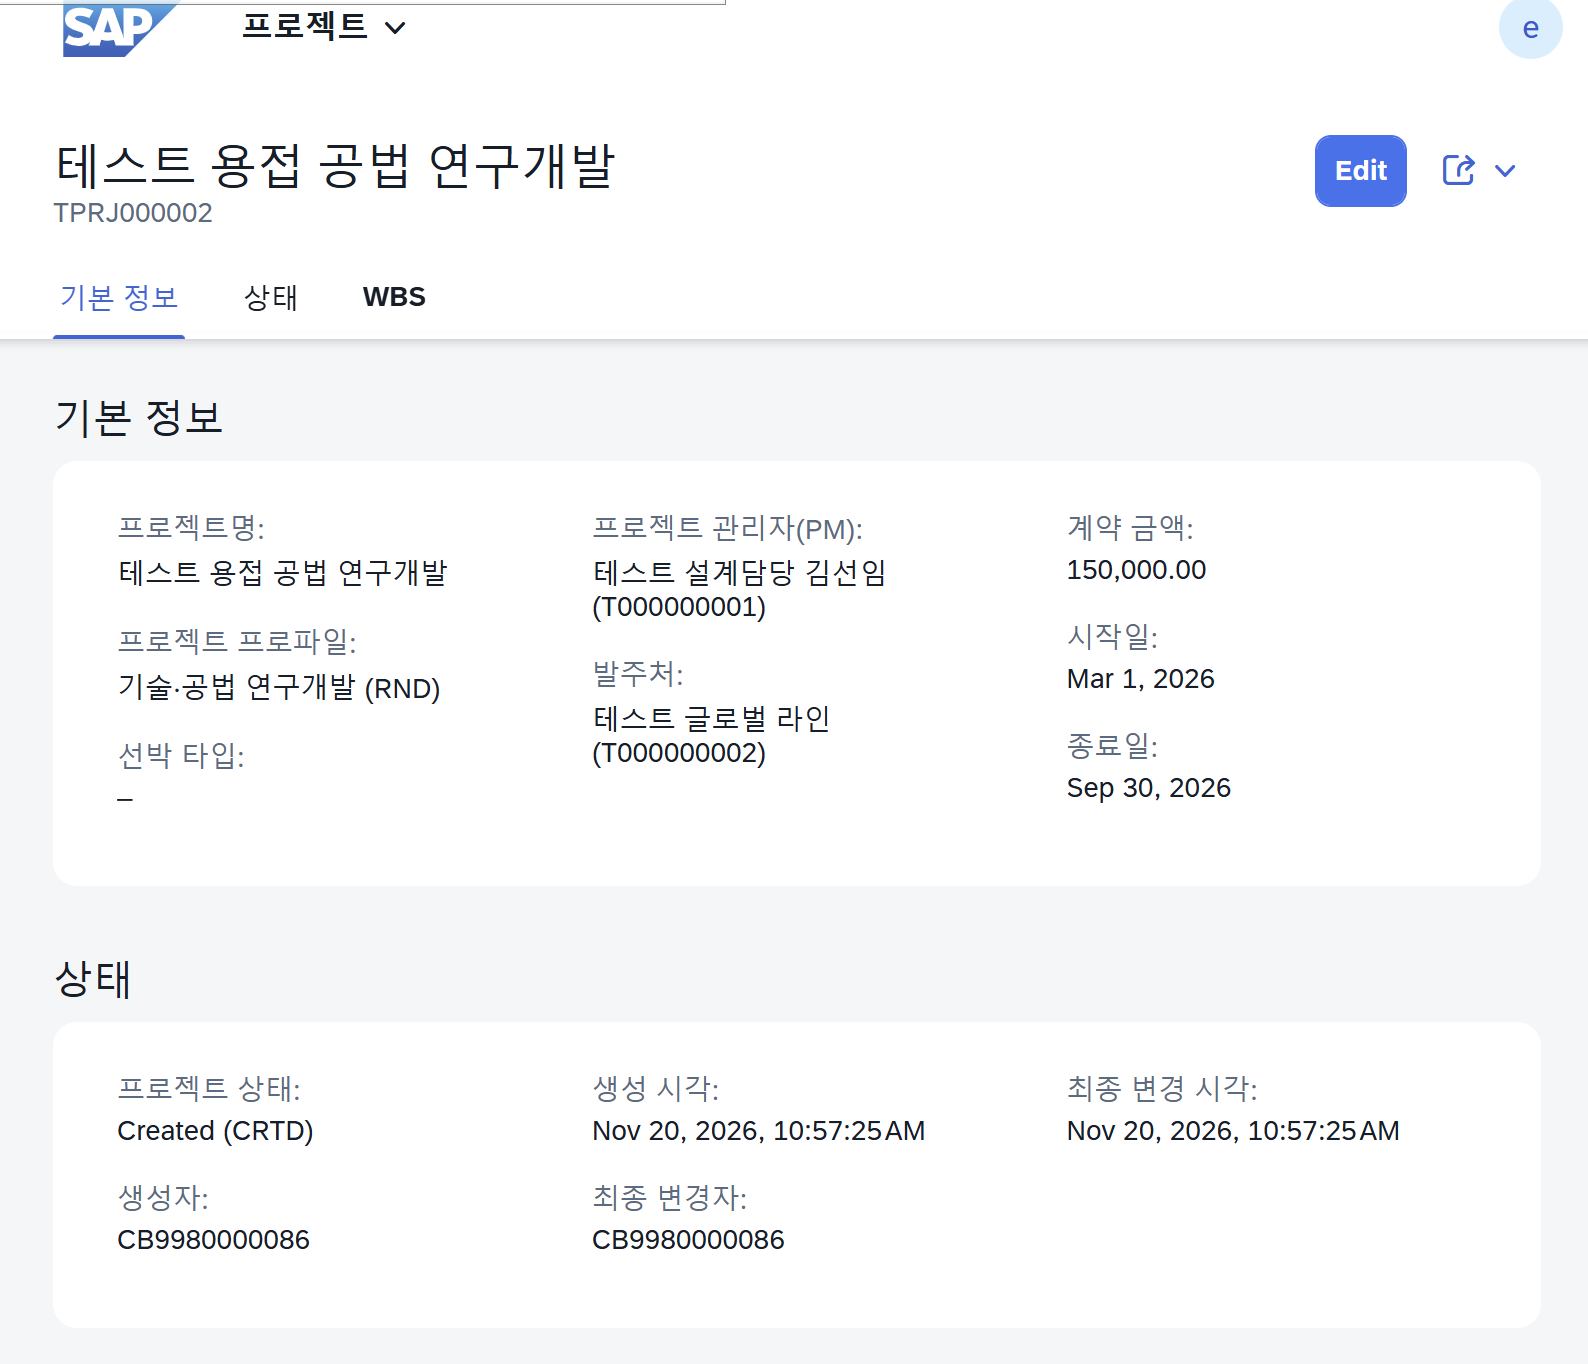 SAP
프로젝트
e
테스트 용접 공법 연구개발
TPRJ000002
Edit
기본 정보
상태
WBS
기본 정보
프로젝트명:
테스트 용접 공법 연구개발
프로젝트 프로파일:
기술·공법 연구개발 (RND)
선박 타입:
–
프로젝트 관리자(PM):
테스트 설계담당 김선임
(T000000001)
발주처:
테스트 글로벌 라인
(T000000002)
계약 금액:
150,000.00
시작일:
Mar 1, 2026
종료일:
Sep 30, 2026
상태
프로젝트 상태:
Created (CRTD)
생성자:
CB9980000086
생성 시각:
Nov 20, 2026, 10:57:25 AM
최종 변경자:
CB9980000086
최종 변경 시각:
Nov 20, 2026, 10:57:25 AM